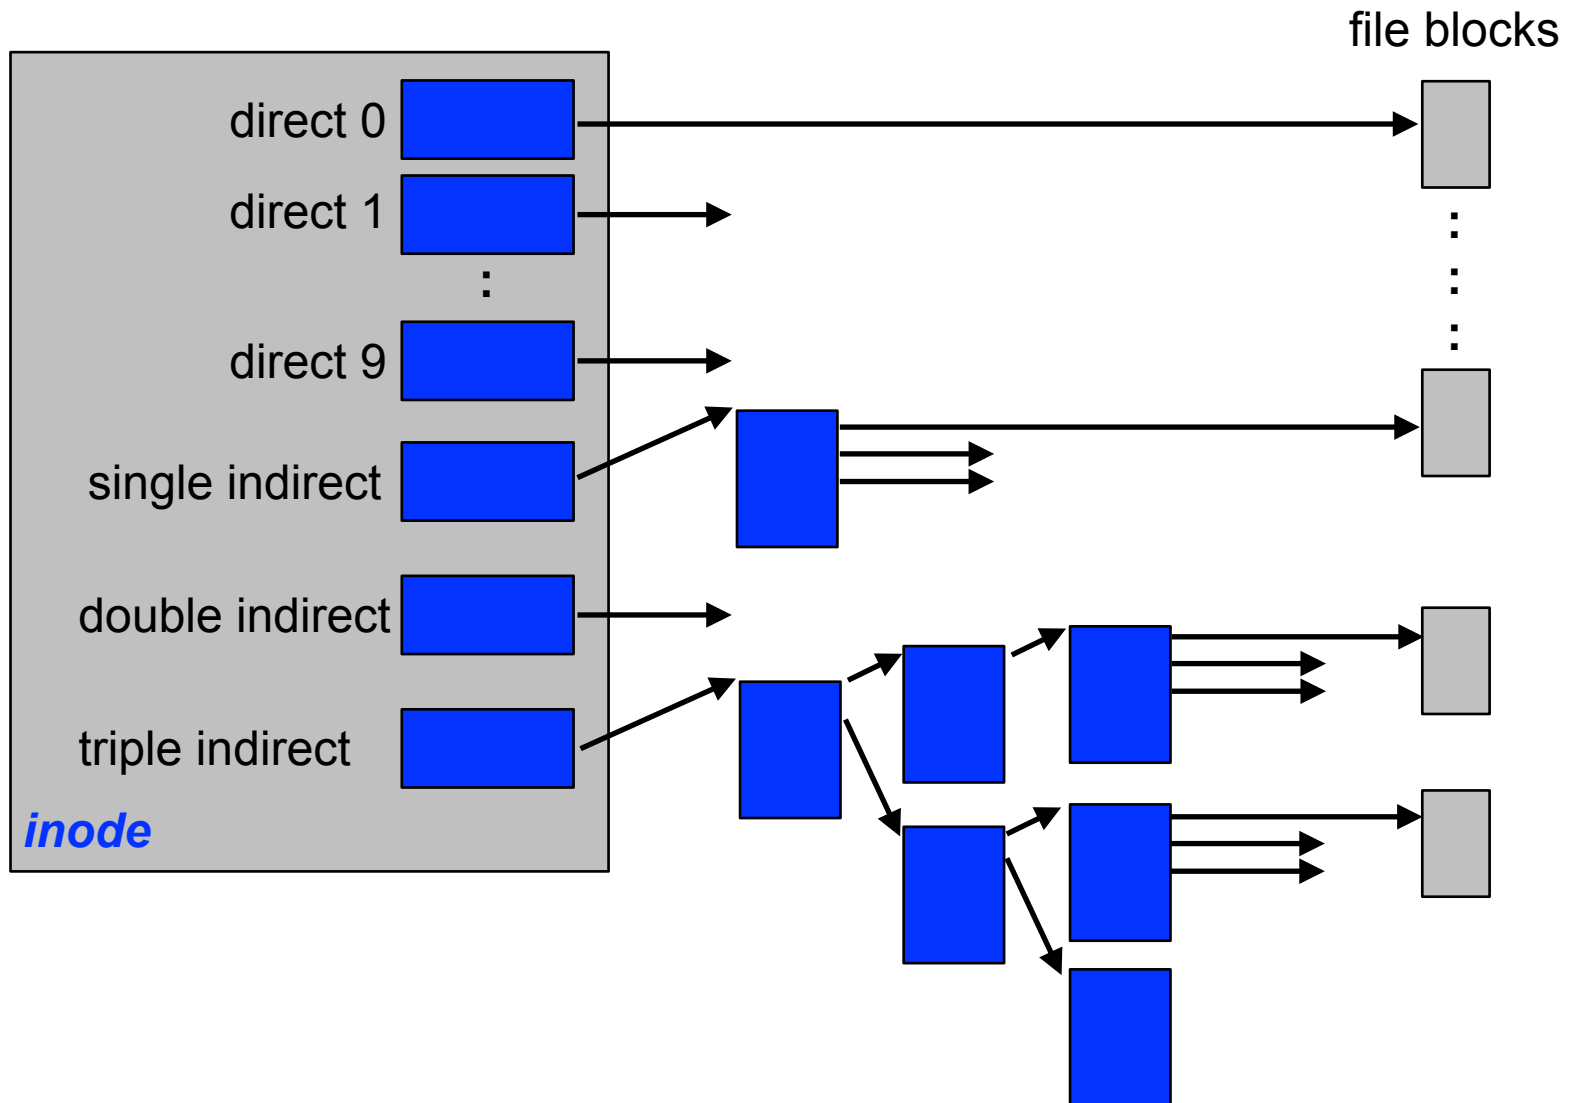 file blocks
direct 0
direct 1
:
direct 9
single indirect
double indirect
triple indirect
inode